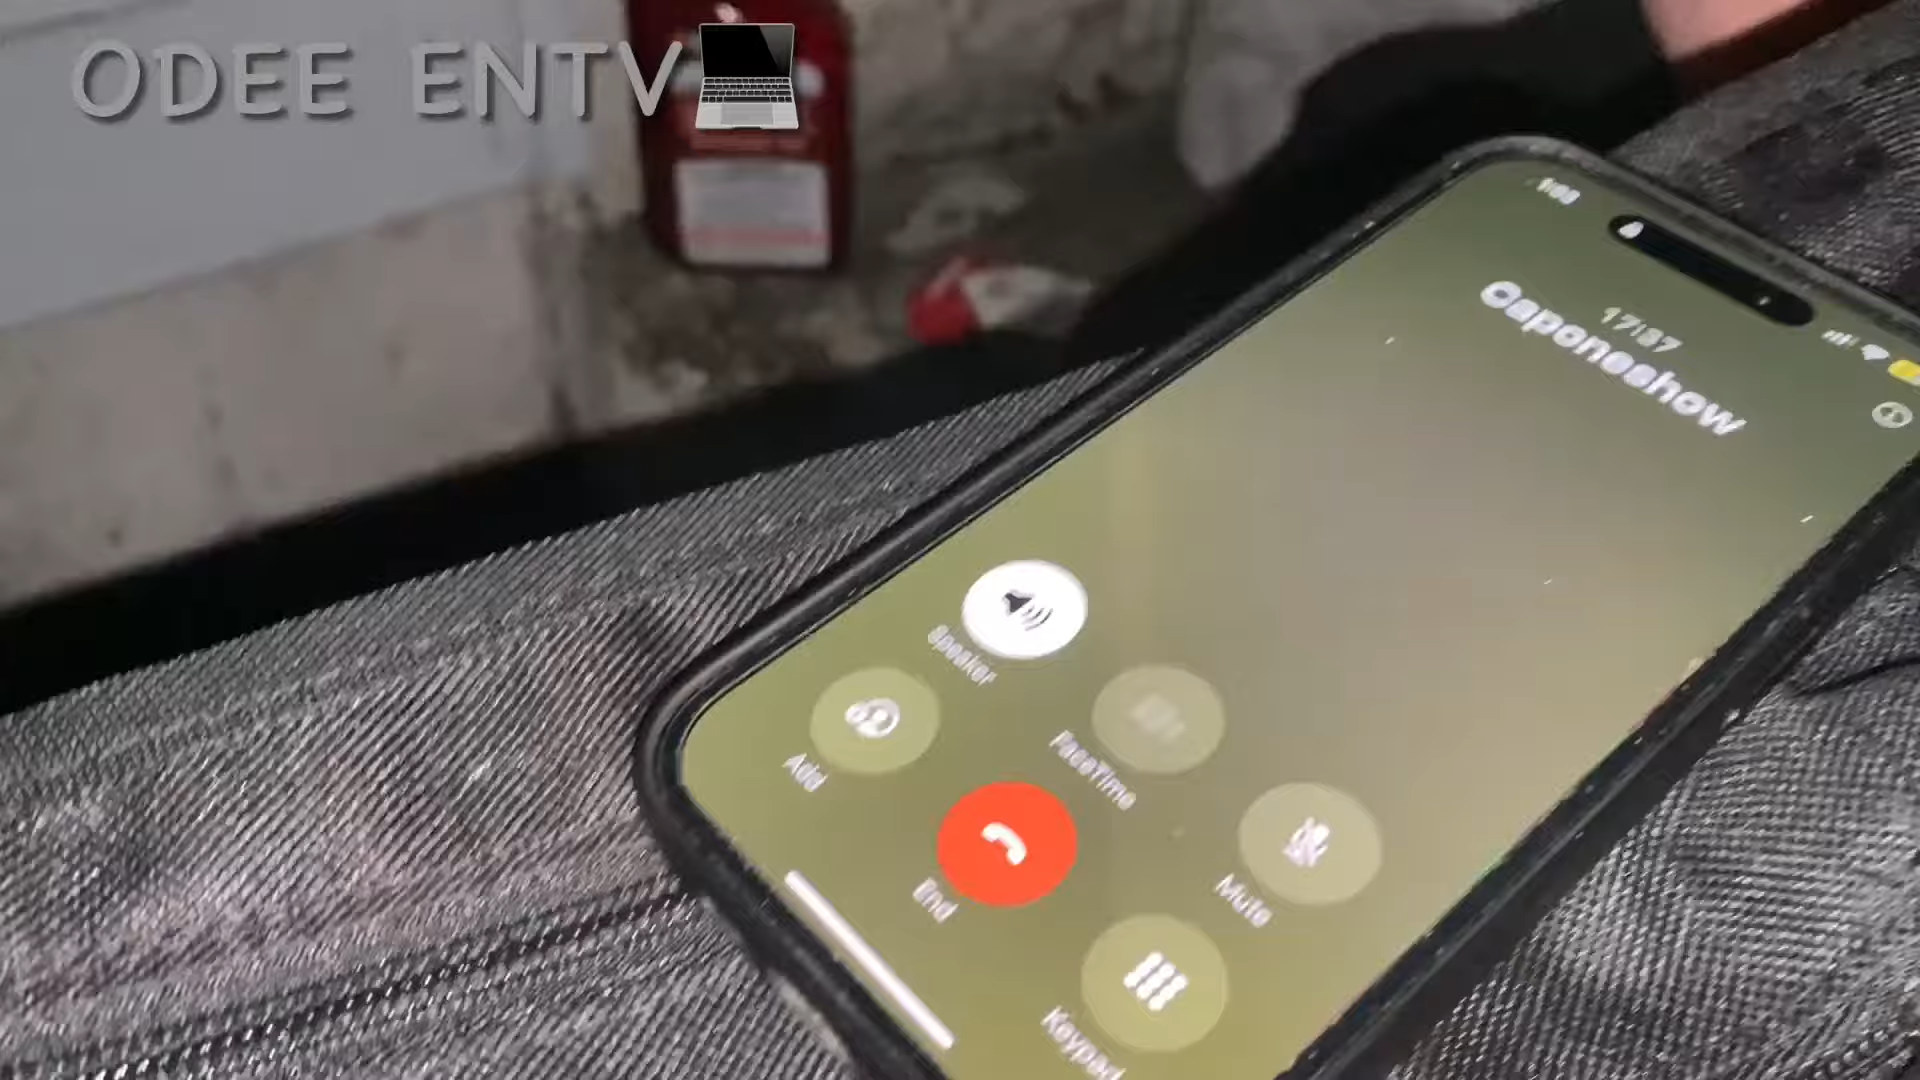 ODEE ENTV💻
17:37
Caponeshow
Speaker
FaceTime
Mute
Add
End
Keypad